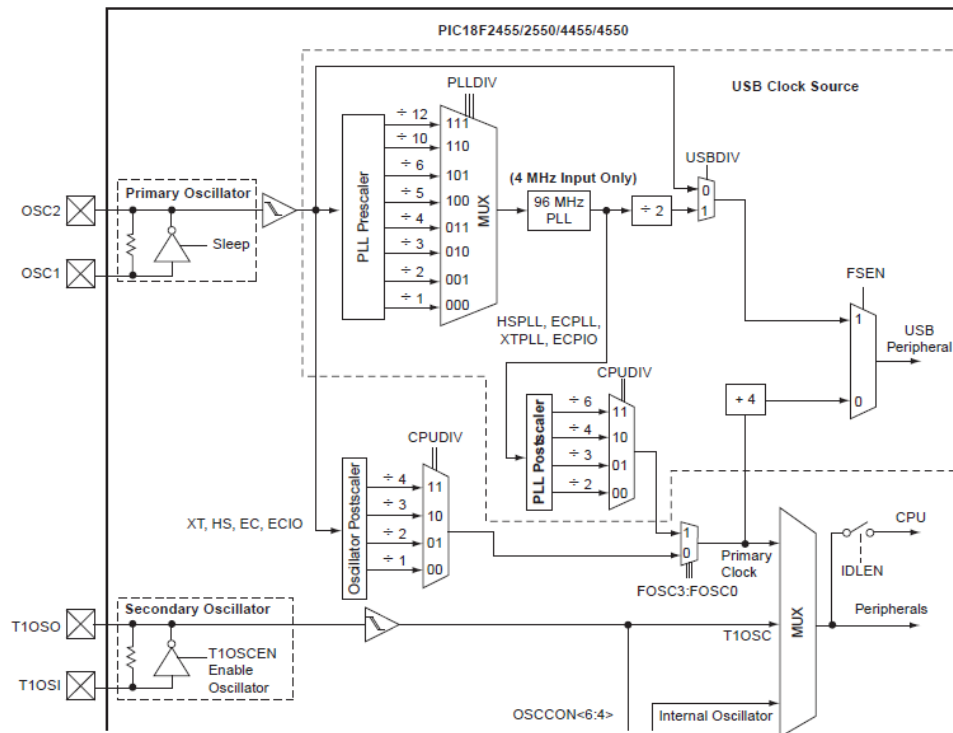 PIC18F2455/2550/4455/4550
USB Clock Source
PLLDIV
÷ 12
111
÷ 10
110
÷ 6
101
÷ 5
100
÷ 4
011
÷ 3
010
÷ 2
001
÷ 1
000
PLL Prescaler
MUX
(4 MHz Input Only)
96 MHz
PLL
÷ 2
USBDIV
0
1
Primary Oscillator
OSC2
OSC1
Sleep
FSEN
1
0
USB
Peripheral
HSPLL, ECPLL,
XTPLL, ECPIO
CPUDIV
÷ 6
11
÷ 4
10
÷ 3
01
÷ 2
00
PLL Postscaler
+ 4
CPUDIV
÷ 4
11
÷ 3
10
÷ 2
01
÷ 1
00
Oscillator Postscaler
XT, HS, EC, ECIO
1
0
Primary
Clock
FOSC3:FOSC0
CPU
IDLEN
MUX
Peripherals
Secondary Oscillator
T1OSO
T1OSI
T1OSCEN
Enable
Oscillator
T1OSC
OSCCON<6:4>
Internal Oscillator